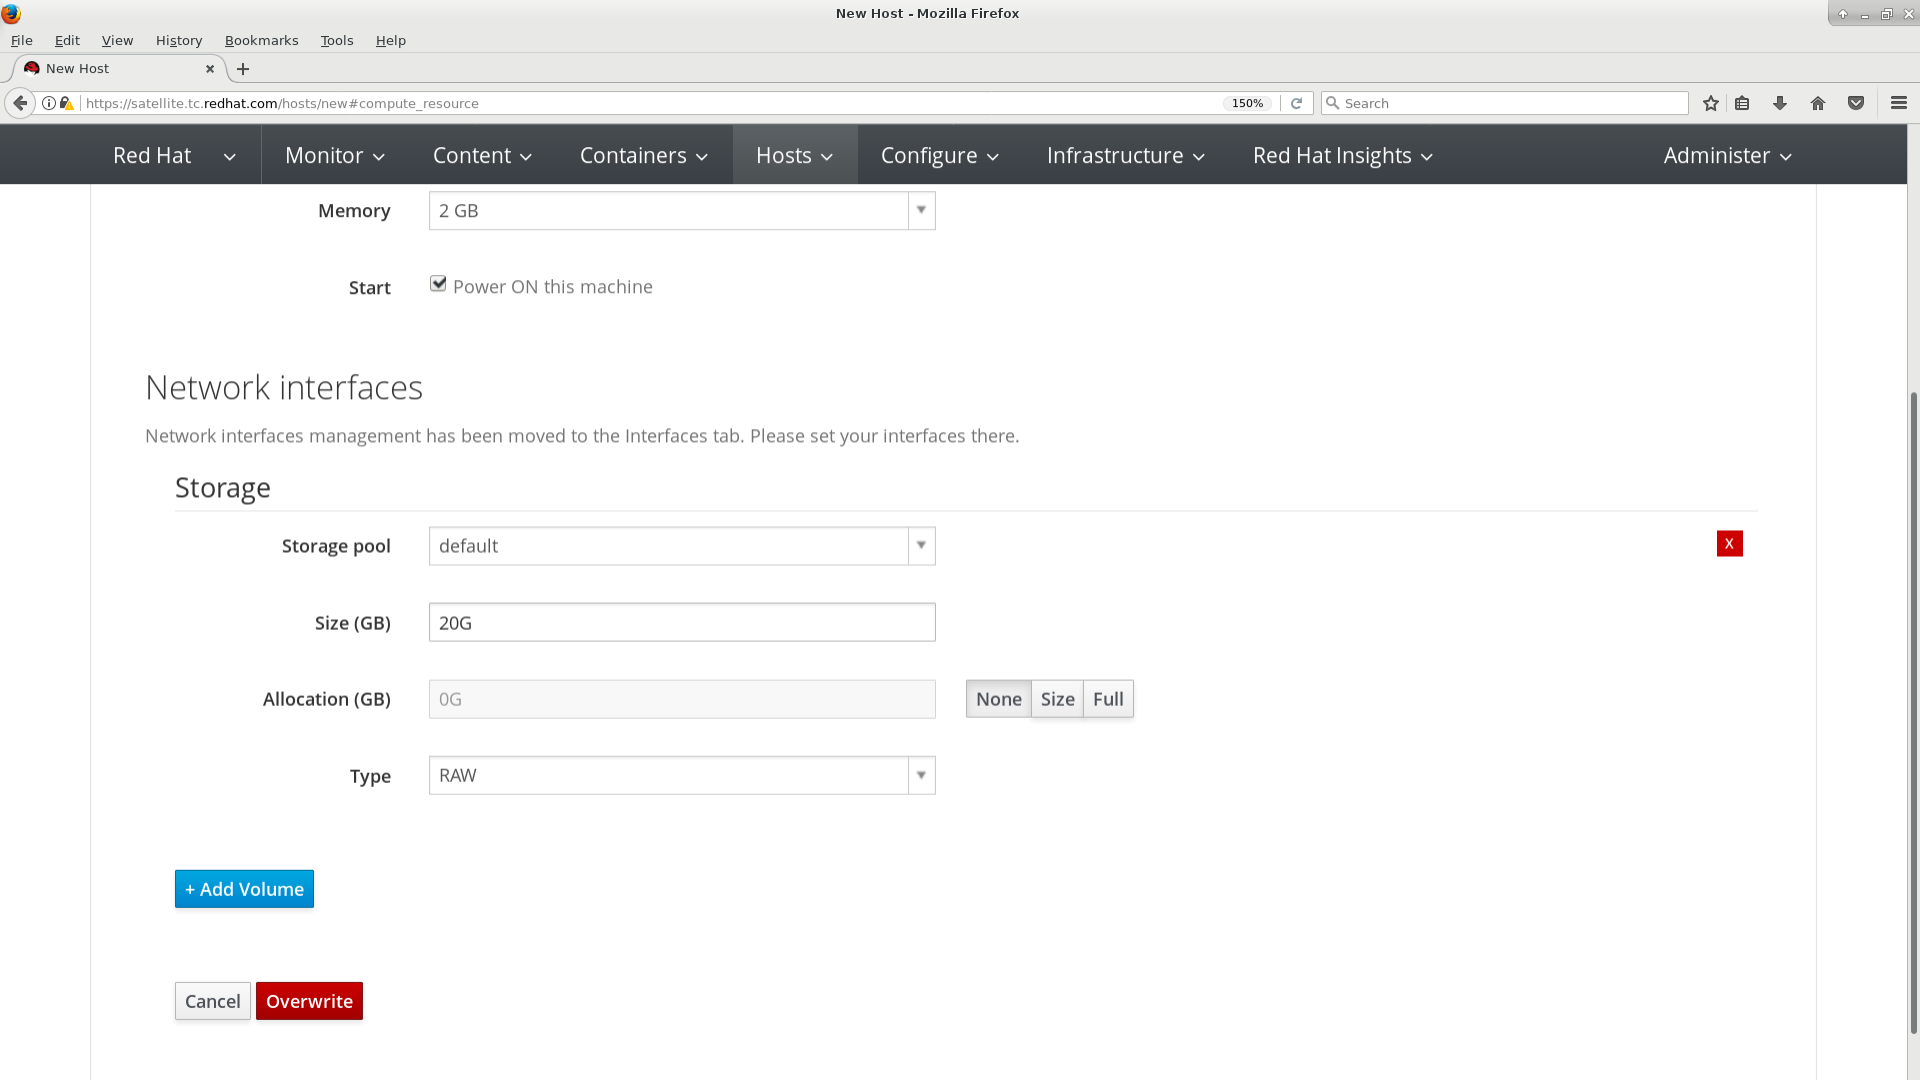 New Host - Mozilla Firefox
File Edit View History Bookmarks Tools Help
New Host
https://satellite.tc.redhat.com/hosts/new#compute_resource 150% Search
Red Hat Monitor Content Containers Hosts Configure Infrastructure Red Hat Insights Administer
Memory 2 GB
Start Power ON this machine
Network interfaces
Network interfaces management has been moved to the Interfaces tab. Please set your interfaces there.
Storage
Storage pool default X
Size (GB) 20G
Allocation (GB) 0G None Size Full
Type RAW
+ Add Volume
Cancel Overwrite